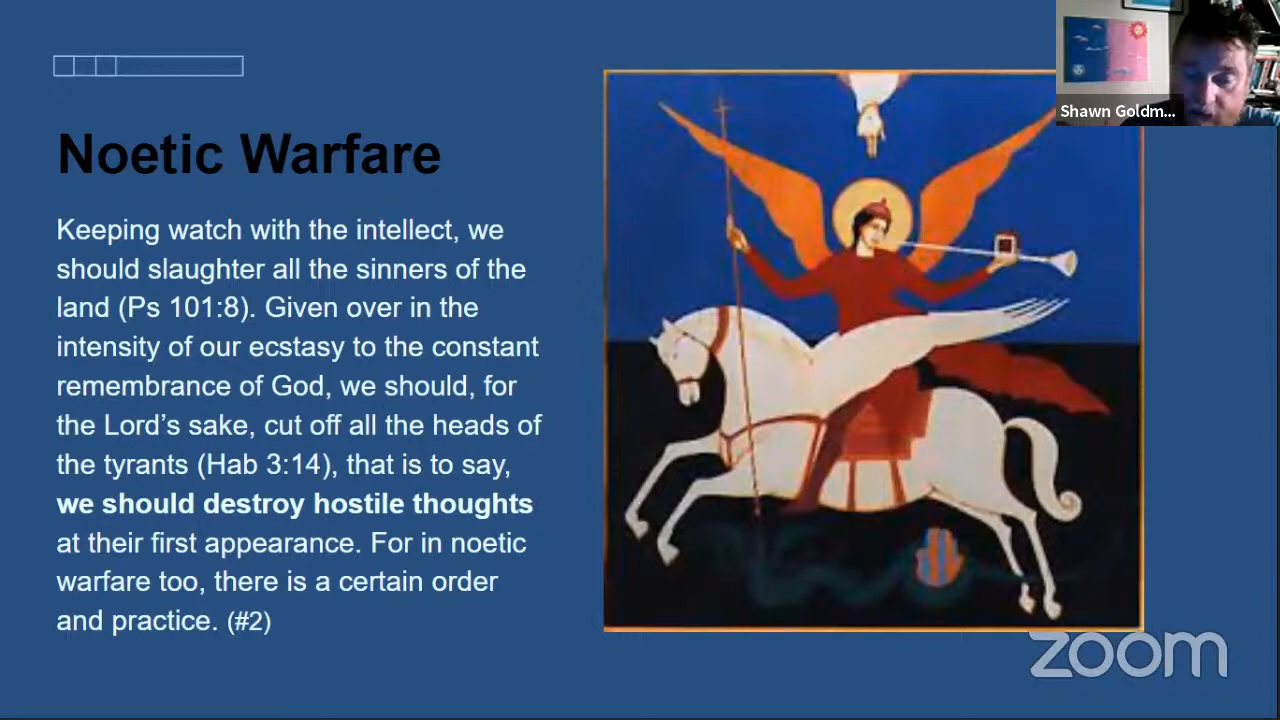 Shawn Goldm...
Noetic Warfare
Keeping watch with the intellect, we
should slaughter all the sinners of the
land (Ps 101:8). Given over in the
intensity of our ecstasy to the constant
remembrance of God, we should, for
the Lord’s sake, cut off all the heads of
the tyrants (Hab 3:14), that is to say,
we should destroy hostile thoughts
at their first appearance. For in noetic
warfare too, there is a certain order
and practice. (#2)
zoom